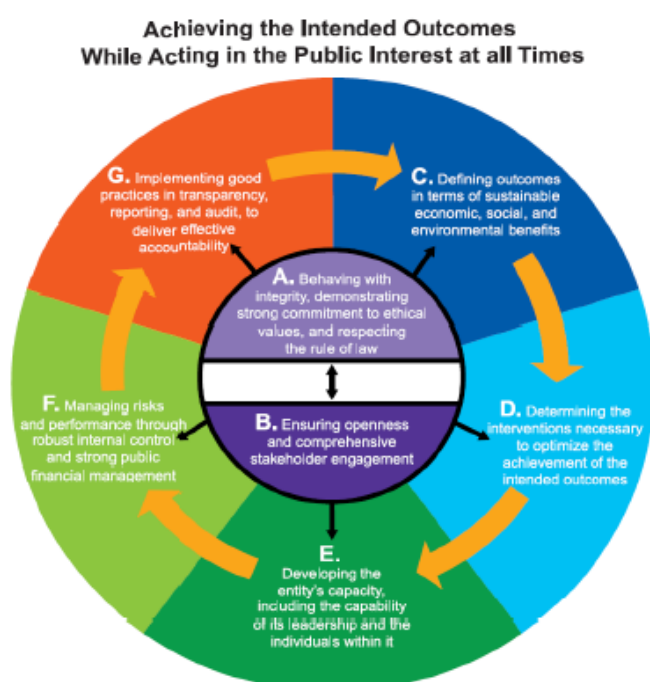 Achieving the Intended Outcomes
While Acting in the Public Interest at all Times
G. Implementing good
practices in transparency,
reporting, and audit, to
deliver effective
accountability
C. Defining outcomes
in terms of sustainable
economic, social, and
environmental benefits
A. Behaving with
integrity, demonstrating
strong commitment to ethical
values, and respecting
the rule of law
F. Managing risks
and performance through
robust internal control
and strong public
financial management
B. Ensuring openness
and comprehensive
stakeholder engagement
D. Determining the
interventions necessary
to optimize the
achievement of the
intended outcomes
E.
Developing the
entity's capacity,
including the capability
of its leadership and the
individuals within it